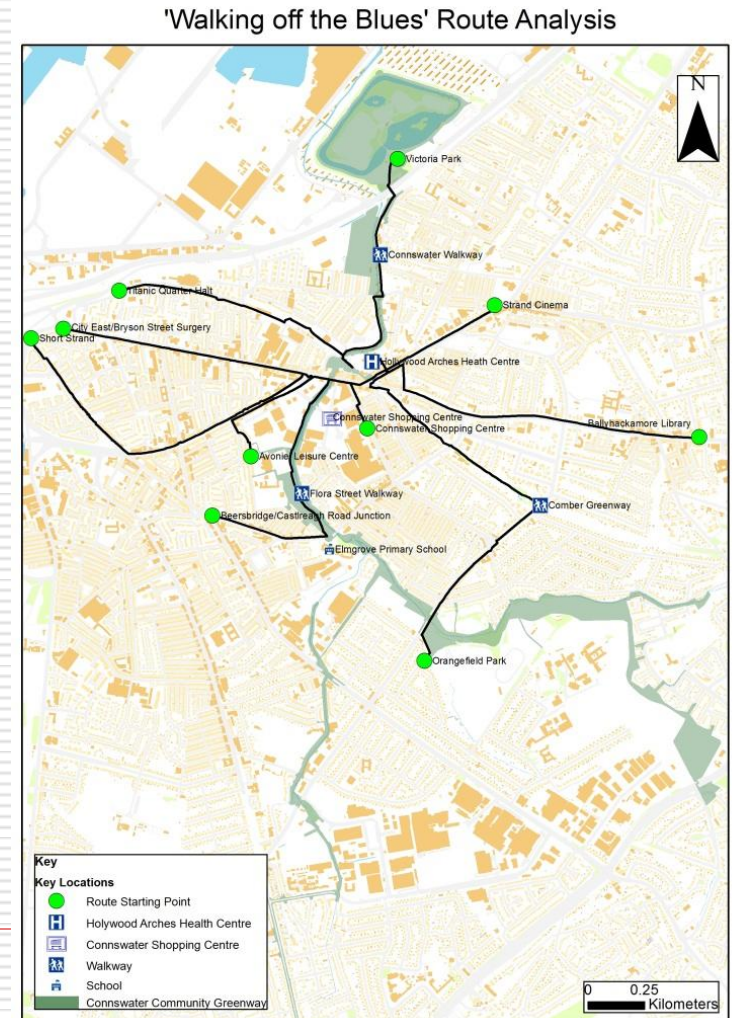 'Walking off the Blues' Route Analysis
N
Victoria Park
Connswater Walkway
Titanic Quarter Halt
Strand Cinema
City East/Bryson Street Surgery
Short Strand
Hollywood Arches Heath Centre
Connswater Shopping Centre
Connswater Shopping Centre
Ballyhackamore Library
Avoniel Leisure Centre
Flora Street Walkway
Comber Greenway
Beersbridge/Castlreagh Road Junction
Elmgrove Primary School
Orangefield Park
Key
Key Locations
Route Starting Point
Holywood Arches Health Centre
Connswater Shopping Centre
Walkway
School
Connswater Community Greenway
0 0.25
Kilometers